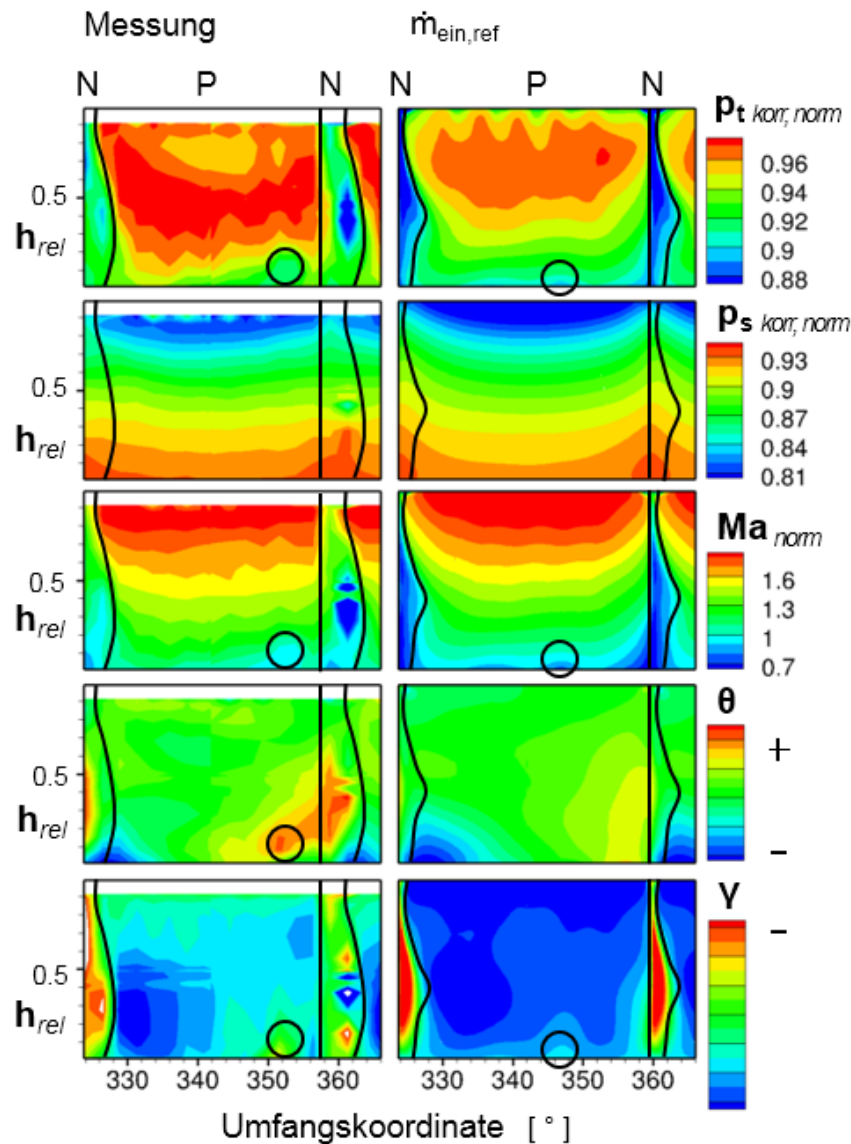 Messung ṁein,ref
N P N N P N
pt korr, norm
0.96
0.94
0.92
0.9
0.88
0.5
hrel
ps korr, norm
0.93
0.9
0.87
0.84
0.81
0.5
hrel
Ma norm
1.6
1.3
1
0.7
0.5
hrel
θ
+
–
0.5
hrel
γ
–
0.5
hrel
330 340 350 360 330 340 350 360
Umfangskoordinate [ ° ]